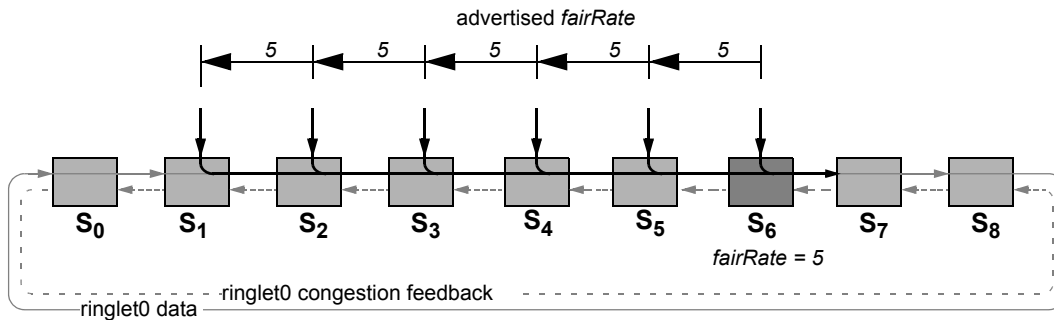 advertised fairRate
5 5 5 5 5
S0 S1 S2 S3 S4 S5 S6 S7 S8
fairRate = 5
ringlet0 congestion feedback
ringlet0 data